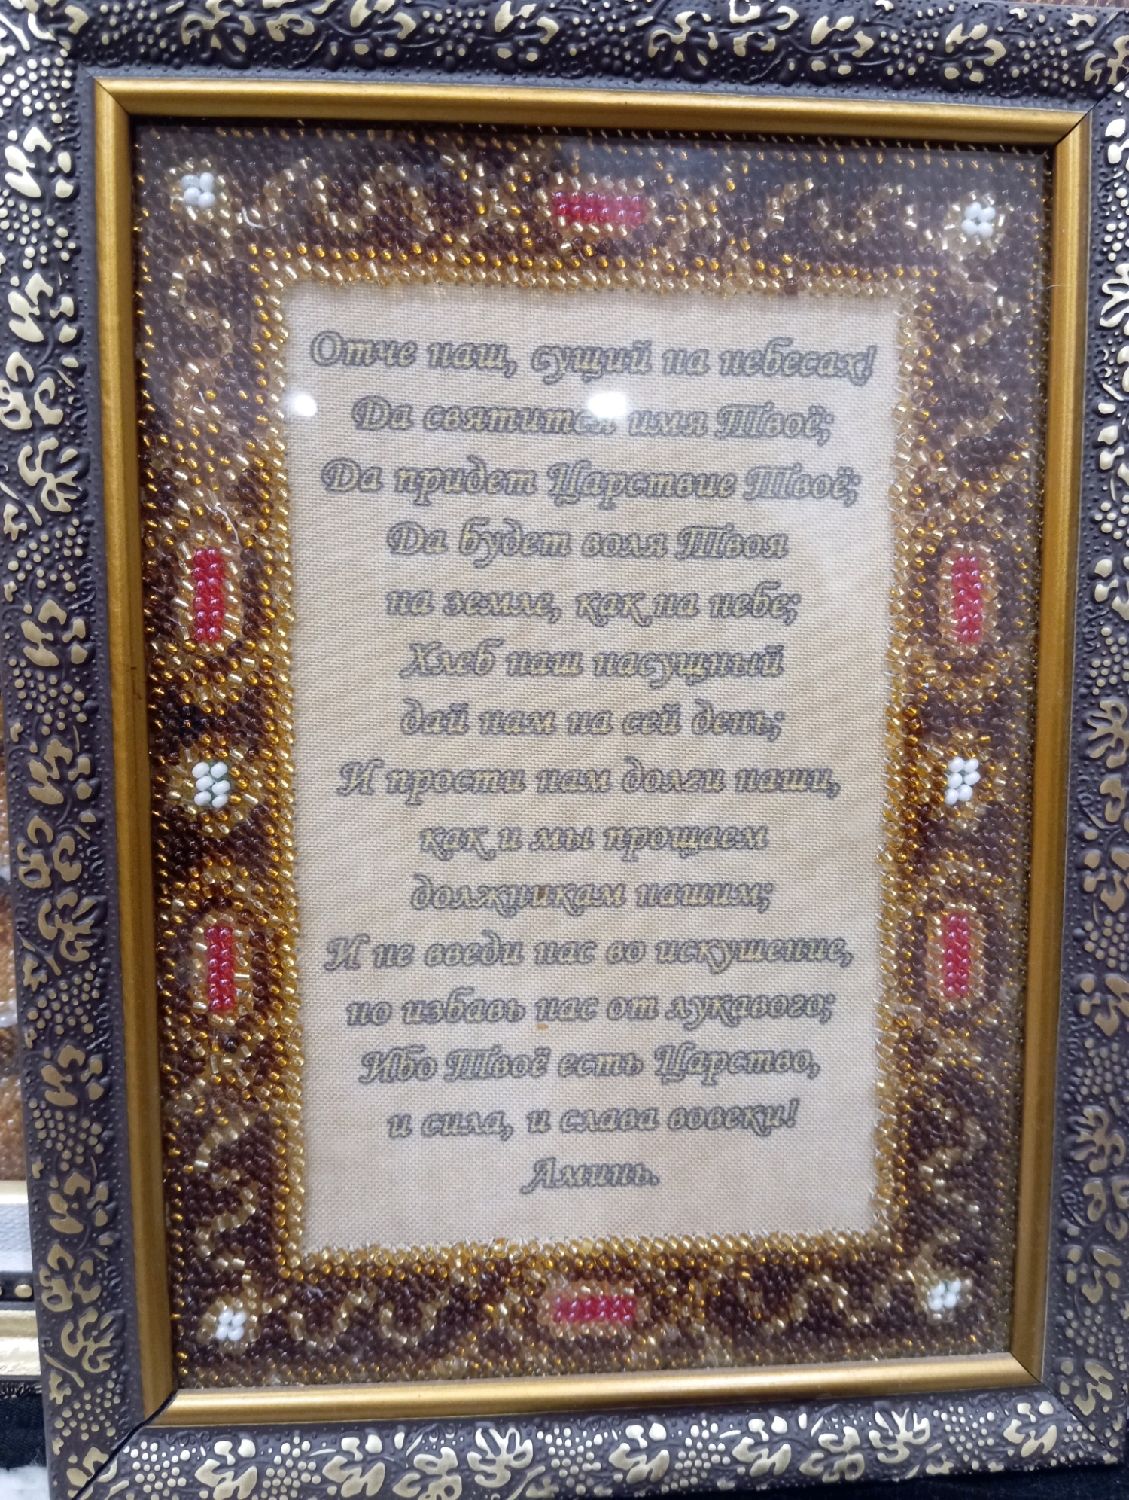 Отче наш, сущий на небесах!
Да святится имя Твоё;
Да придет Царствие Твоё;
Да будет воля Твоя
на земле, как на небе;
Хлеб наш насущный
дай нам на сей день;
И прости нам долги наши,
как и мы прощаем
должникам нашим;
И не введи нас во искушение,
но избавь нас от лукавого;
Ибо Твоё есть Царство,
и сила, и слава вовеки!
Аминь.